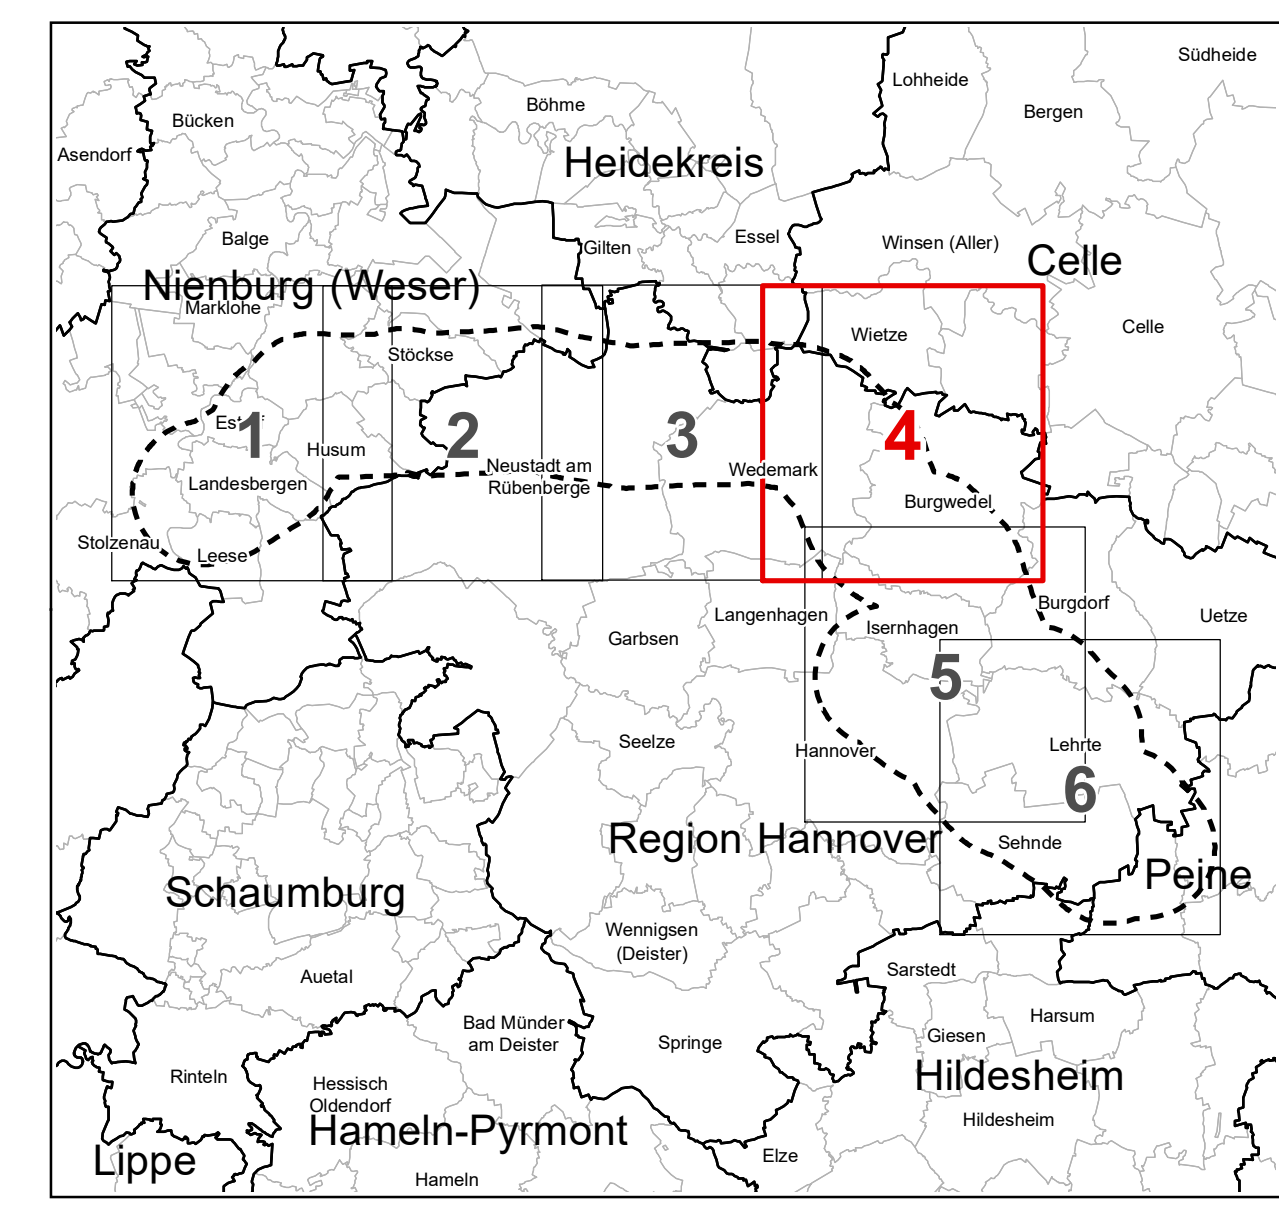 Südheide
Lohheide
Böhme
Bergen
Bücken
Asendorf
Heidekreis
Balge
Gilten
Essel
Winsen (Aller)
Celle
Nienburg (Weser)
Marklohe
Wietze
Celle
Stöckse
1
2
3
4
Husum
Neustadt am
Rübenberge
Wedemark
Landesbergen
Burgwedel
Stolzenau
Leese
Langenhagen
Burgdorf
Uetze
Garbsen
Isernhagen
5
Seelze
Hannover
Lehrte
6
Region Hannover
Sehnde
Peine
Schaumburg
Wennigsen
(Deister)
Auetal
Sarstedt
Bad Münder
am Deister
Springe
Giesen
Harsum
Rinteln
Hessisch
Oldendorf
Hildesheim
Hildesheim
Hameln-Pyrmont
Lippe
Elze
Hameln